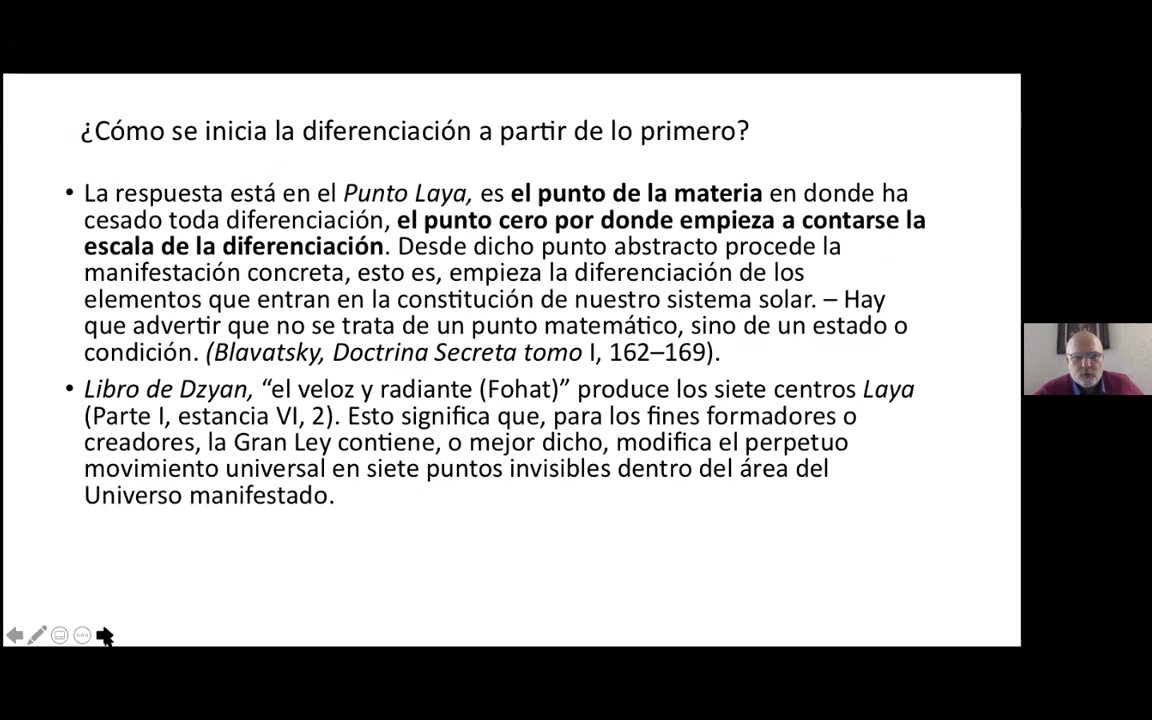 ¿Cómo se inicia la diferenciación a partir de lo primero?
• La respuesta está en el Punto Laya, es el punto de la materia en donde ha
cesado toda diferenciación, el punto cero por donde empieza a contarse la
escala de la diferenciación. Desde dicho punto abstracto procede la
manifestación concreta, esto es, empieza la diferenciación de los
elementos que entran en la constitución de nuestro sistema solar. – Hay
que advertir que no se trata de un punto matemático, sino de un estado o
condición. (Blavatsky, Doctrina Secreta tomo I, 162–169).
• Libro de Dzyan, “el veloz y radiante (Fohat)” produce los siete centros Laya
(Parte I, estancia VI, 2). Esto significa que, para los fines formadores o
creadores, la Gran Ley contiene, o mejor dicho, modifica el perpetuo
movimiento universal en siete puntos invisibles dentro del área del
Universo manifestado.